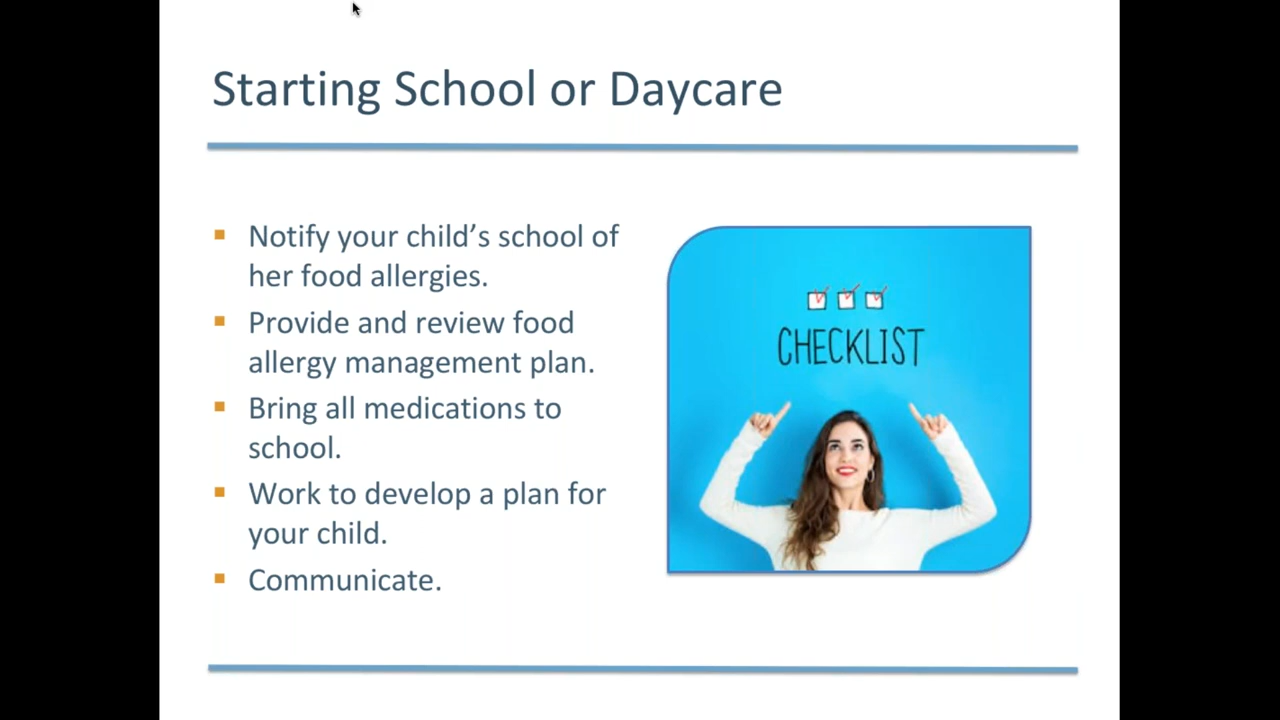 Starting School or Daycare
▪ Notify your child’s school of
her food allergies.
▪ Provide and review food
allergy management plan.
▪ Bring all medications to
school.
▪ Work to develop a plan for
your child.
▪ Communicate.
CHECKLIST